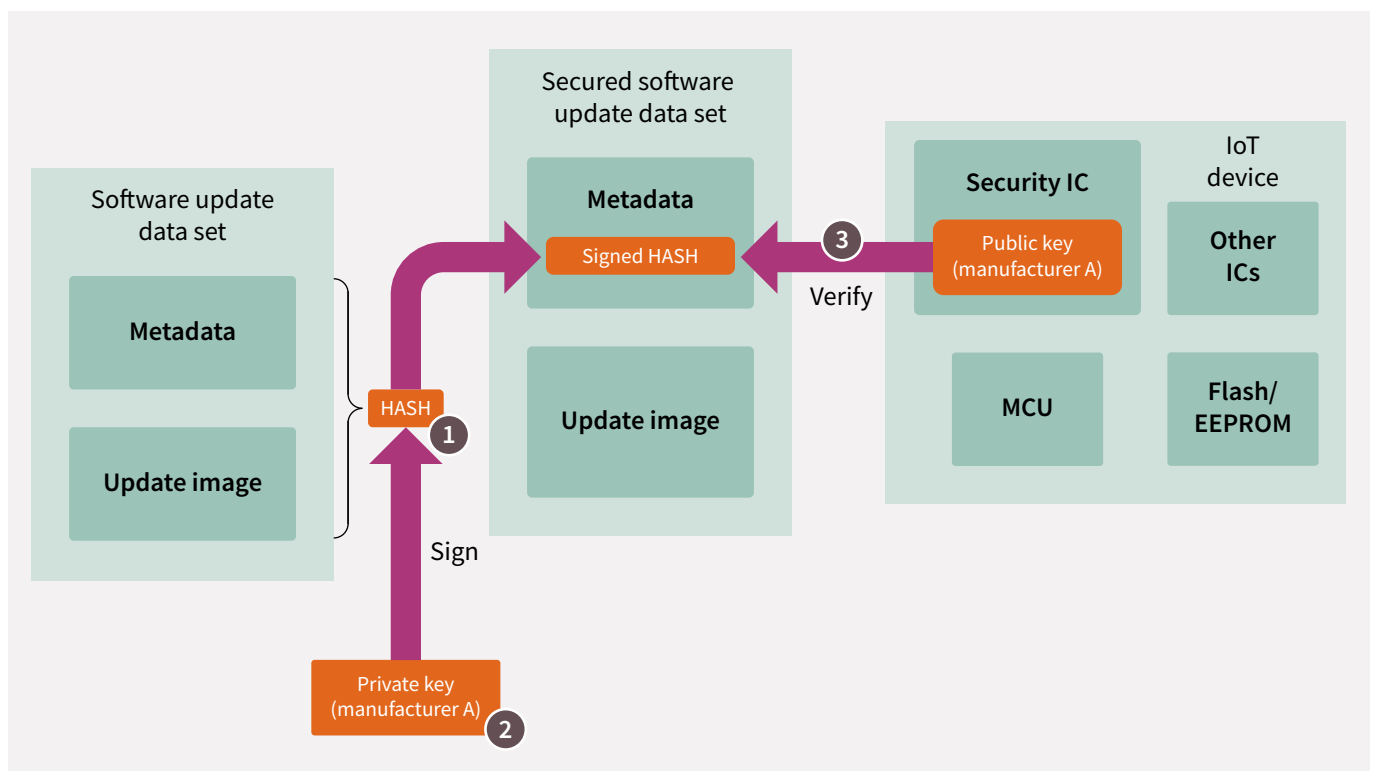 Software update
data set
Metadata
Update image
HASH
1
Sign
Private key
(manufacturer A)
2
Secured software
update data set
Metadata
Signed HASH
Update image
3
Verify
Security IC
Public key
(manufacturer A)
IoT
device
Other
ICs
MCU
Flash/
EEPROM